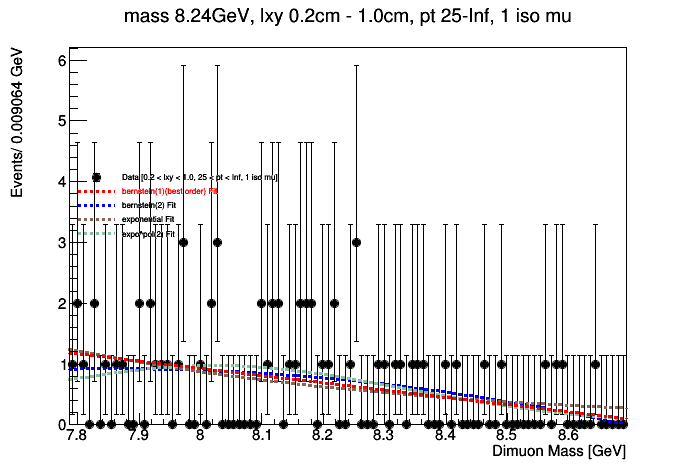 mass 8.24GeV, lxy 0.2cm - 1.0cm, pt 25-Inf, 1 iso mu
Events/ 0.009064 GeV
6
5
4
3
2
1
0
Data [0.2 < lxy < 1.0, 25 < pt < Inf, 1 iso mu]
bernstein(1)(best order) Fit
bernstein(2) Fit
exponential Fit
expo*pol(2) Fit
7.8 7.9 8 8.1 8.2 8.3 8.4 8.5 8.6
Dimuon Mass [GeV]